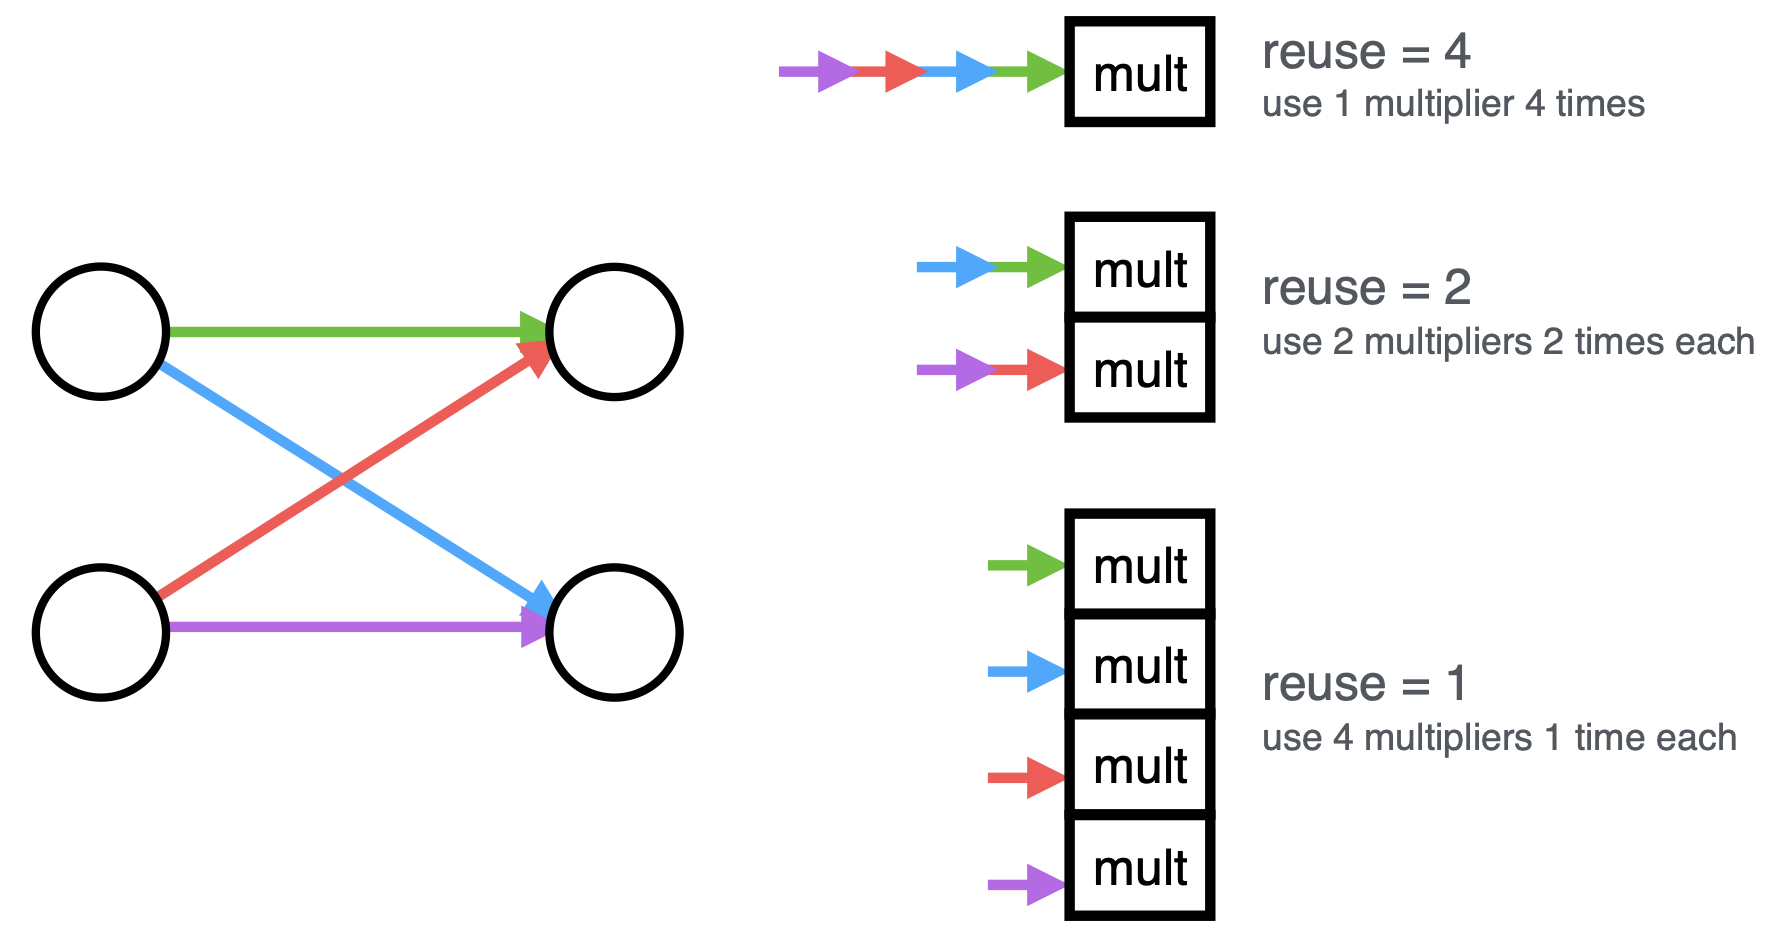 mult
reuse = 4
use 1 multiplier 4 times
mult
mult
reuse = 2
use 2 multipliers 2 times each
mult
mult
mult
mult
reuse = 1
use 4 multipliers 1 time each